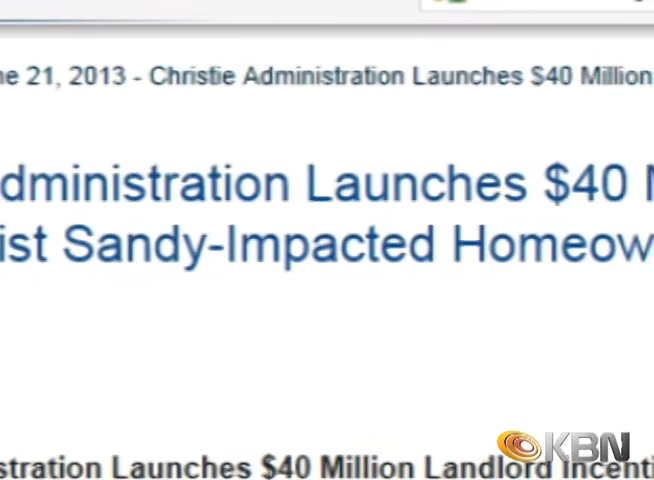 ne 21, 2013 - Christie Administration Launches $40 Million
dministration Launches $40 M
ist Sandy-Impacted Homeow
stration Launches $40 Million Landlord Incenti
KBN